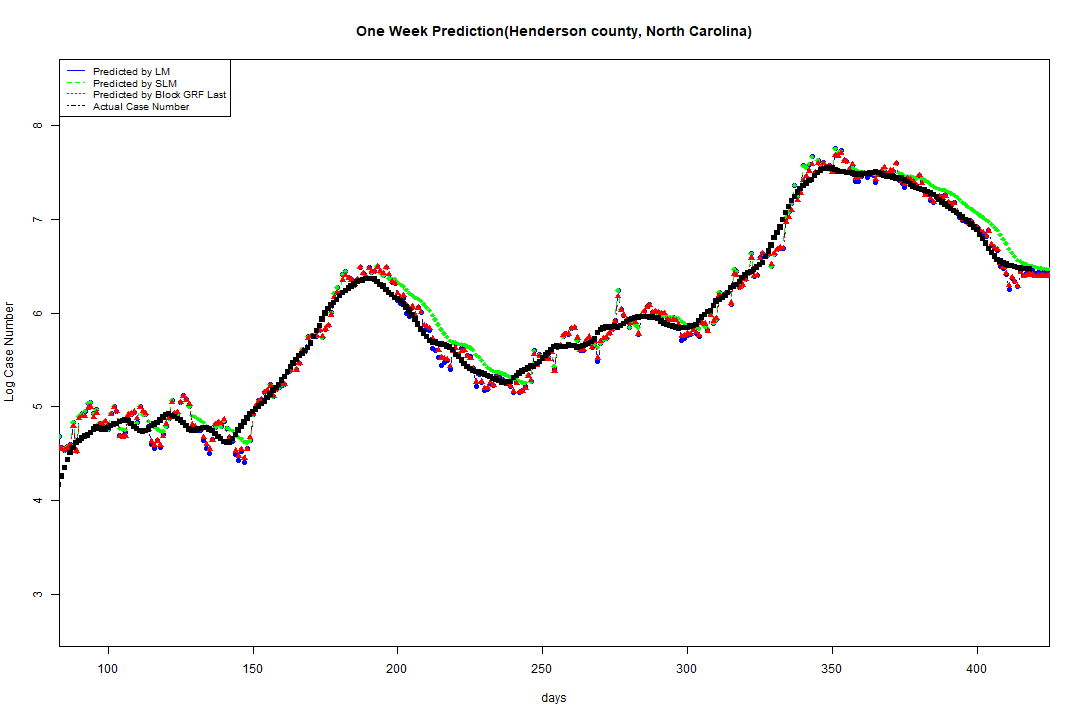 One Week Prediction(Henderson county, North Carolina)
Predicted by LM
Predicted by SLM
Predicted by Block GRF Last
Actual Case Number
Log Case Number
8
7
6
5
4
3
100 150 200 250 300 350 400
days